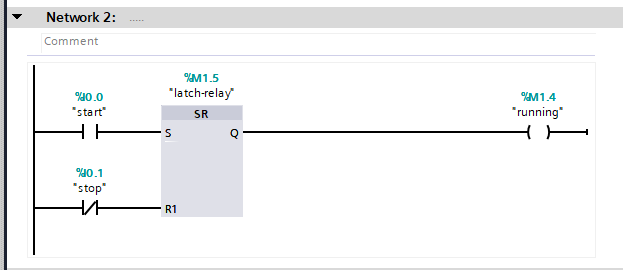 Network 2: .....
Comment
%M1.5
"latch-relay"
%I0.0
"start"
SR
S
Q
%M1.4
"running"
%I0.1
"stop"
R1